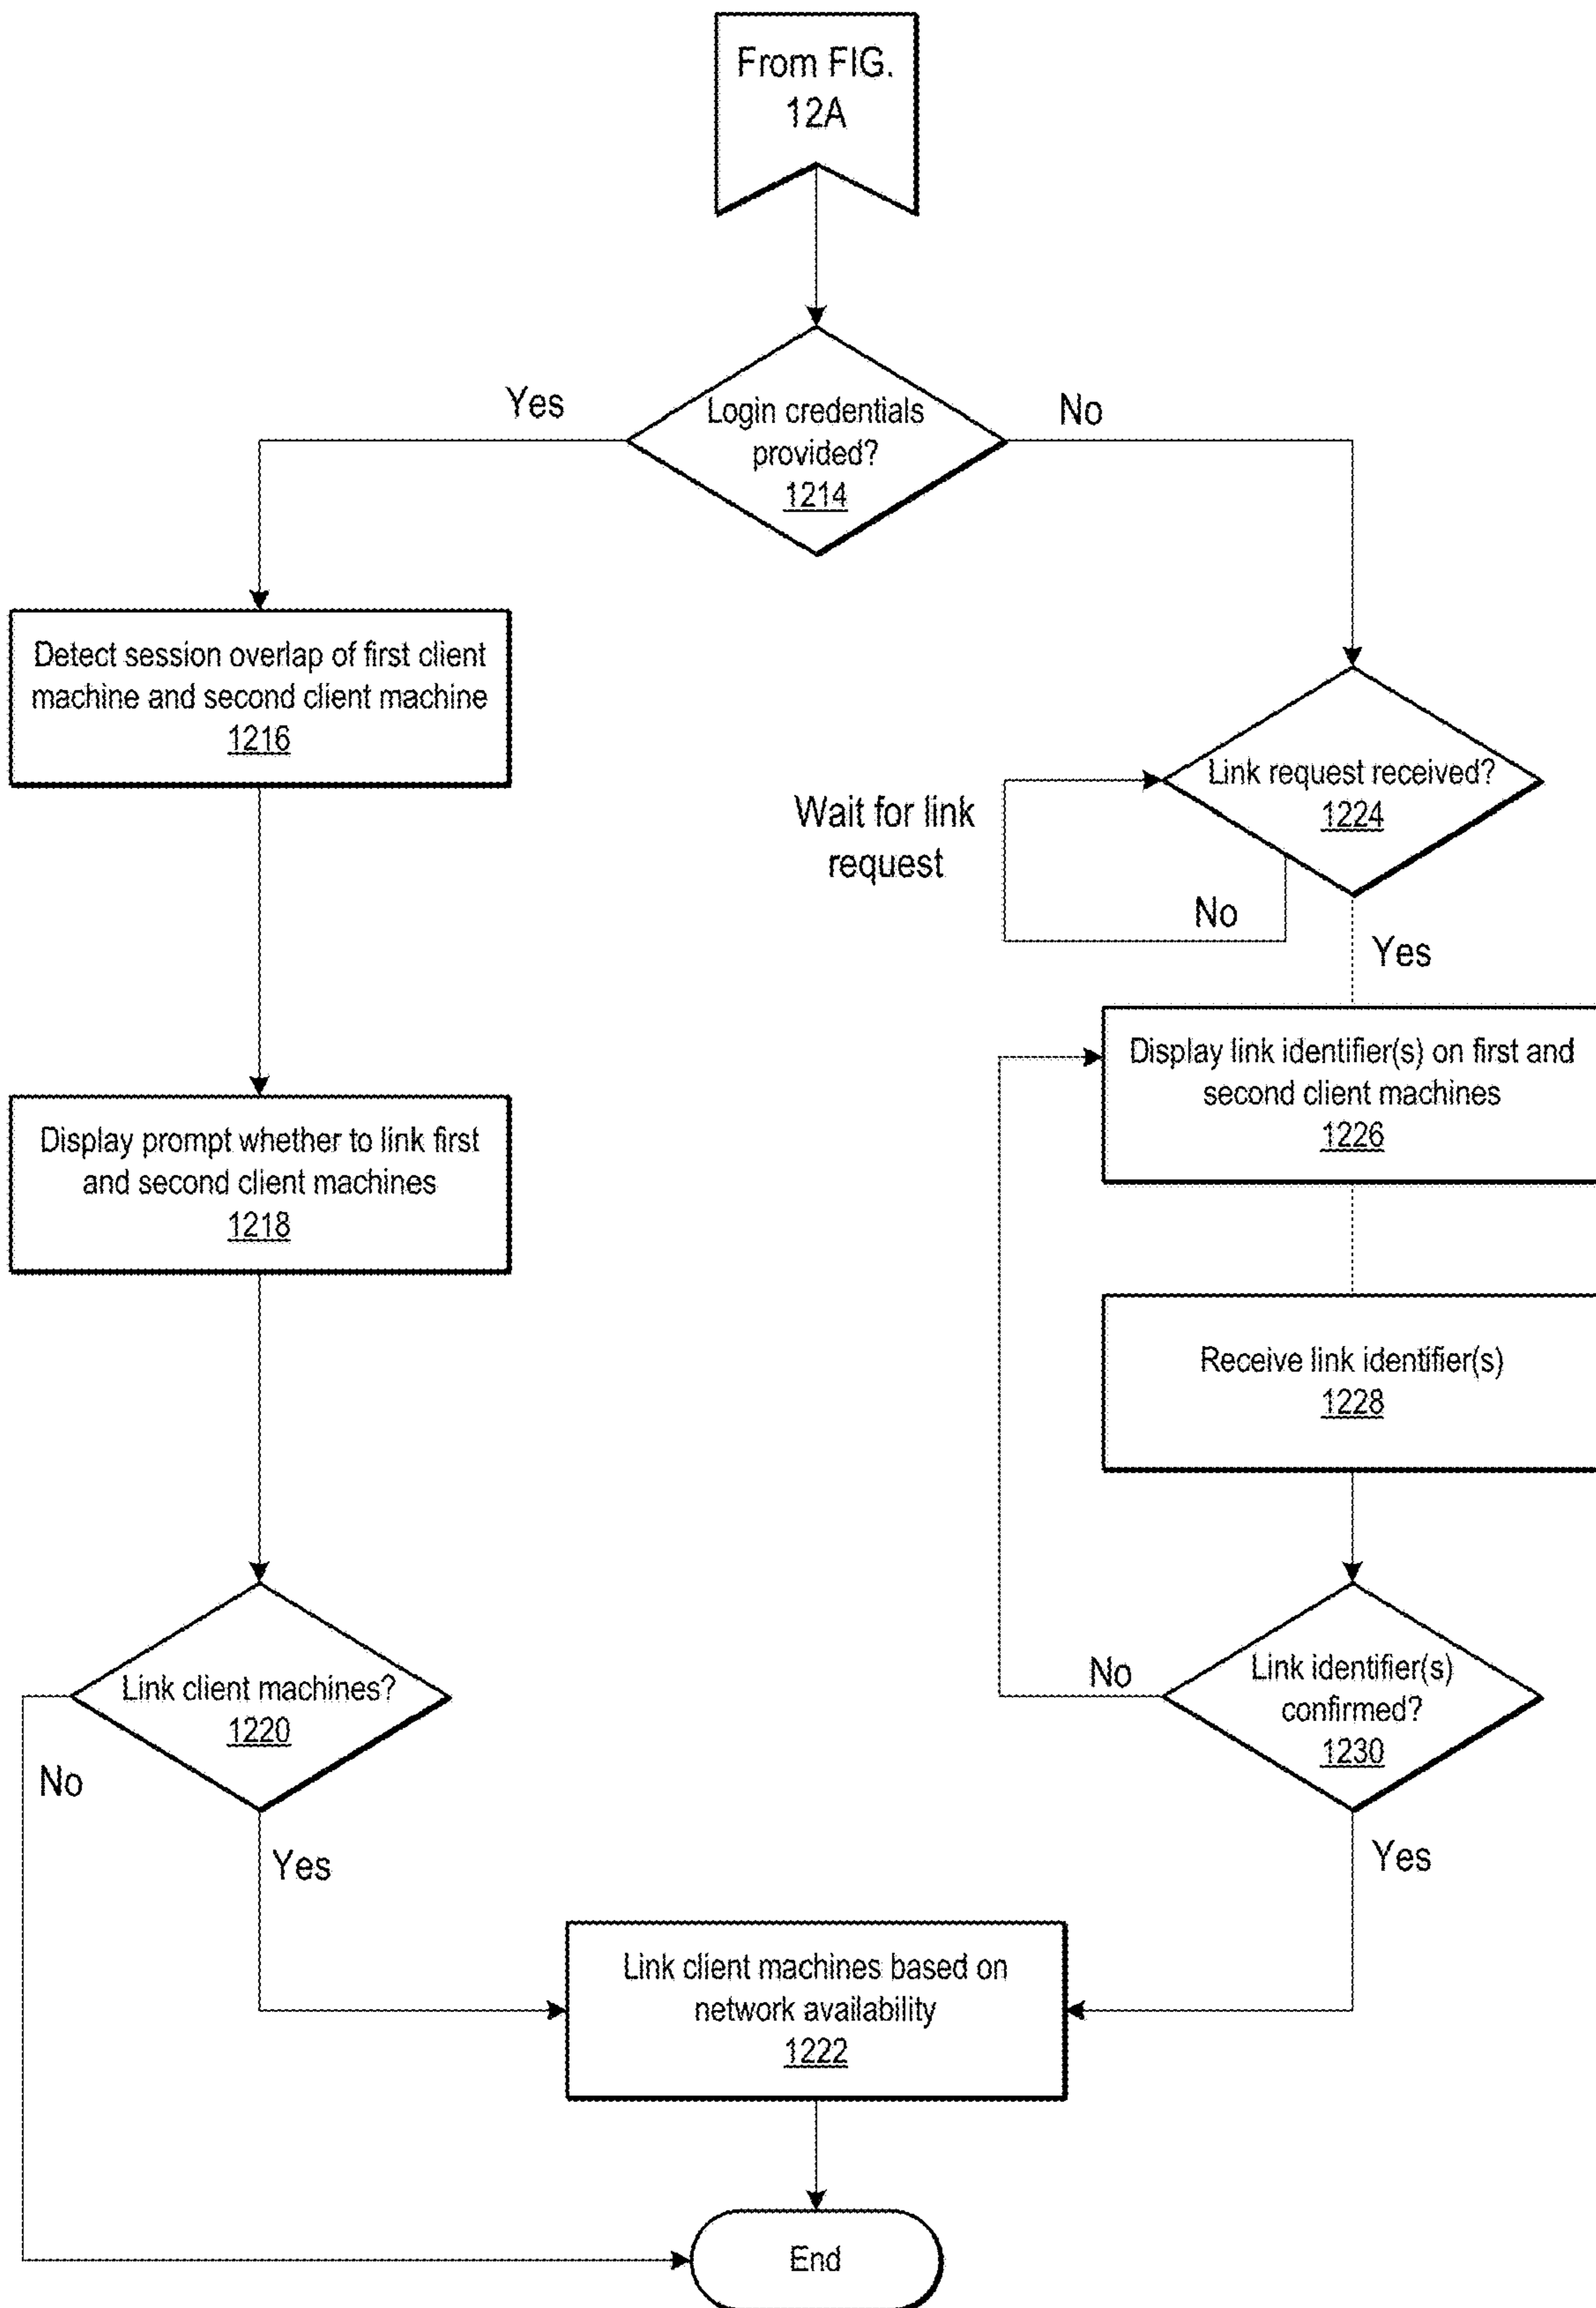 From FIG.
12A
Yes
Login credentials
provided?
1214
No
Detect session overlap of first client
machine and second client machine
1216
Link request received?
1224
Wait for link
request
No
Yes
Display link identifier(s) on first and
second client machines
1226
Display prompt whether to link first
and second client machines
1218
Receive link identifier(s)
1228
Link client machines?
1220
No
Yes
No
Link identifier(s)
confirmed?
1230
Yes
Link client machines based on
network availability
1222
End